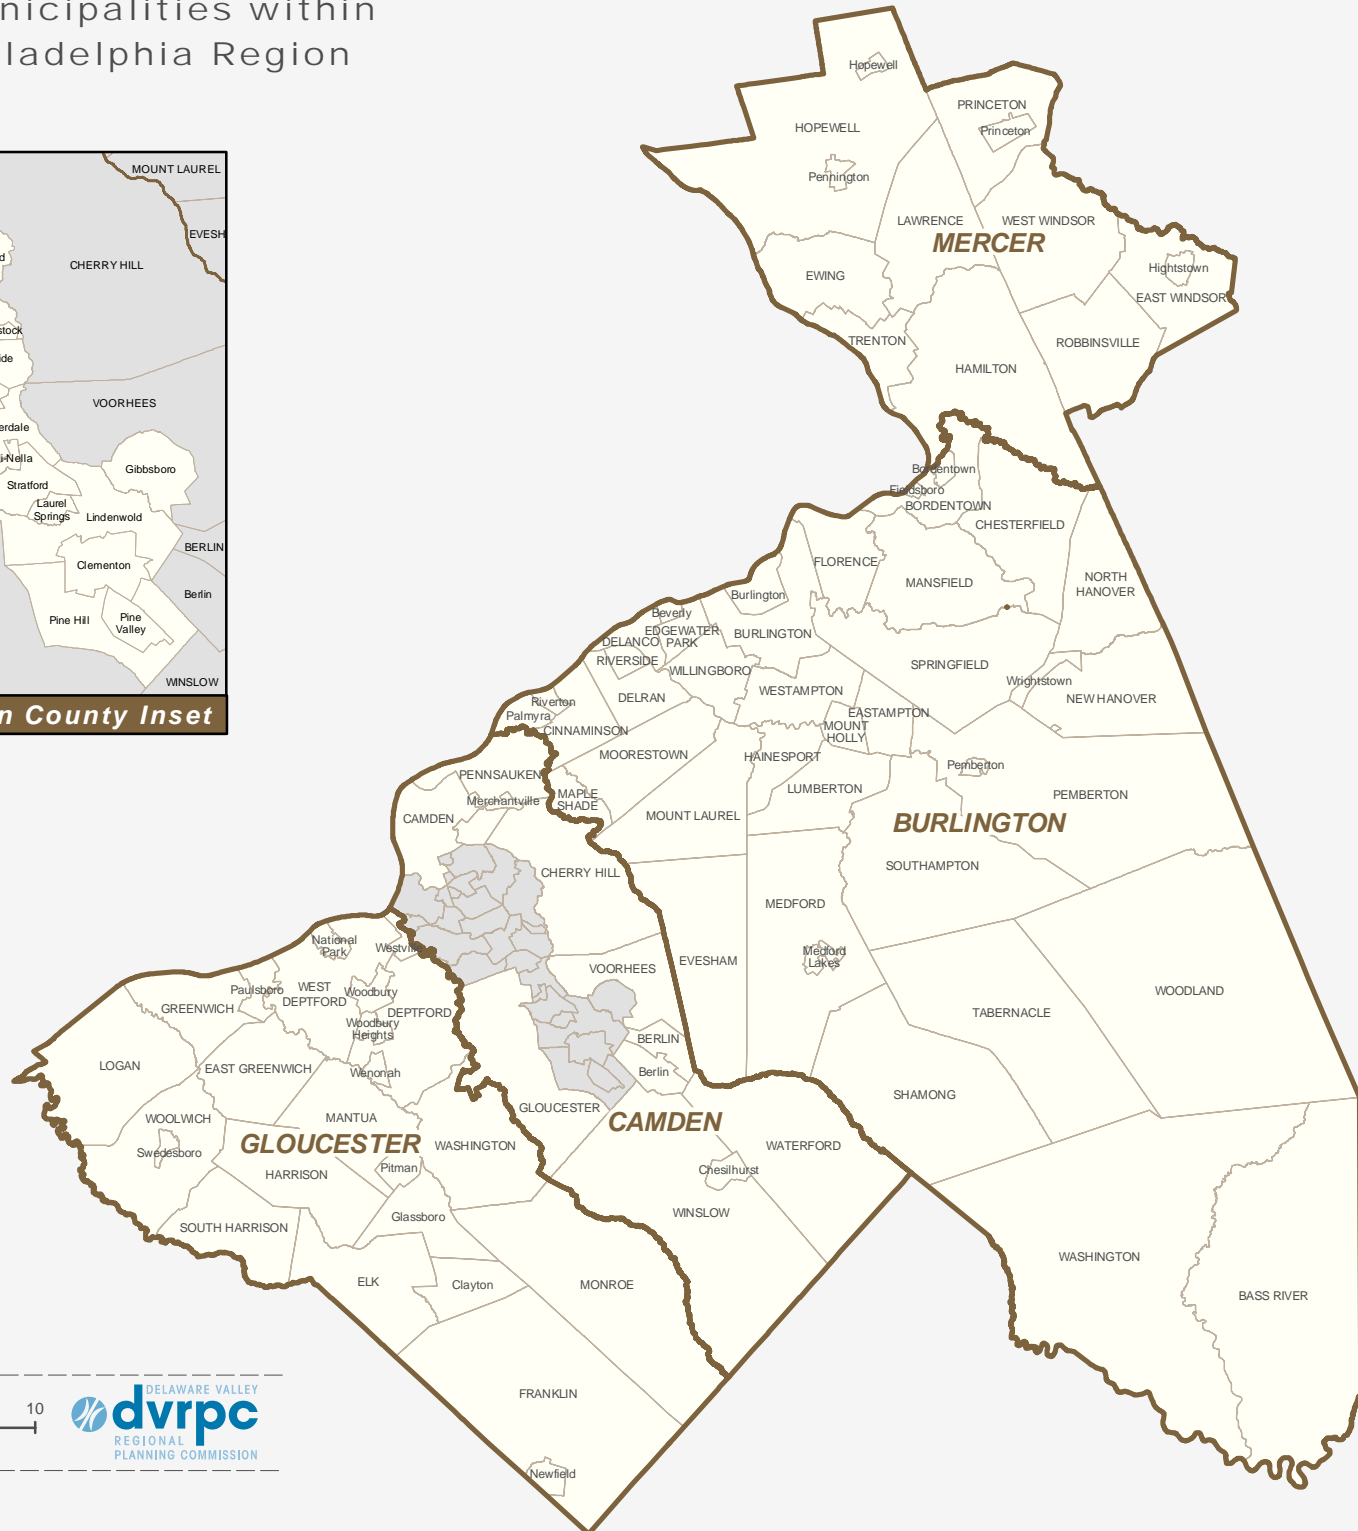 nicipalities within
ladelphia Region
MOUNT LAUREL
EVESH
CHERRY HILL
d
stock
ide
VOORHEES
erdale
i-Nella
Gibbsboro
Stratford
Laurel
Springs
Lindenwold
BERLIN
Clementon
Berlin
Pine Hill
Pine
Valley
WINSLOW
n County Inset
Hopewell
PRINCETON
HOPEWELL
Princeton
Pennington
LAWRENCE
WEST WINDSOR
MERCER
EWING
Hightstown
EAST WINDSOR
TRENTON
ROBBINSVILLE
HAMILTON
Bordentown
Fieldsboro
BORDENTOWN
CHESTERFIELD
FLORENCE
MANSFIELD
NORTH
HANOVER
Burlington
Beverly
EDGEWATER
PARK
BURLINGTON
DELANCO
RIVERSIDE
WILLINGBORO
SPRINGFIELD
Wrightstown
WESTAMPTON
DELRAN
NEW HANOVER
Riverton
Palmyra
EASTAMPTON
MOUNT
HOLLY
CINNAMINSON
MOORESTOWN
HAINESPORT
Pemberton
PENNSAUKEN
MAPLE
SHADE
LUMBERTON
PEMBERTON
Merchantville
CAMDEN
MOUNT LAUREL
BURLINGTON
CHERRY HILL
SOUTHAMPTON
MEDFORD
National
Park
Westville
Medford
Lakes
EVESHAM
VOORHEES
Paulsboro
WEST
DEPTFORD
Woodbury
WOODLAND
GREENWICH
DEPTFORD
TABERNACLE
Woodbury
Heights
BERLIN
LOGAN
EAST GREENWICH
Wenonah
Berlin
SHAMONG
GLOUCESTER
WOOLWICH
MANTUA
CAMDEN
GLOUCESTER
WASHINGTON
WATERFORD
Swedesboro
Pitman
Chesilhurst
HARRISON
WINSLOW
SOUTH HARRISON
Glassboro
WASHINGTON
ELK
Clayton
MONROE
BASS RIVER
FRANKLIN
Newfield
10
DELAWARE VALLEY
dvrpc
REGIONAL
PLANNING COMMISSION